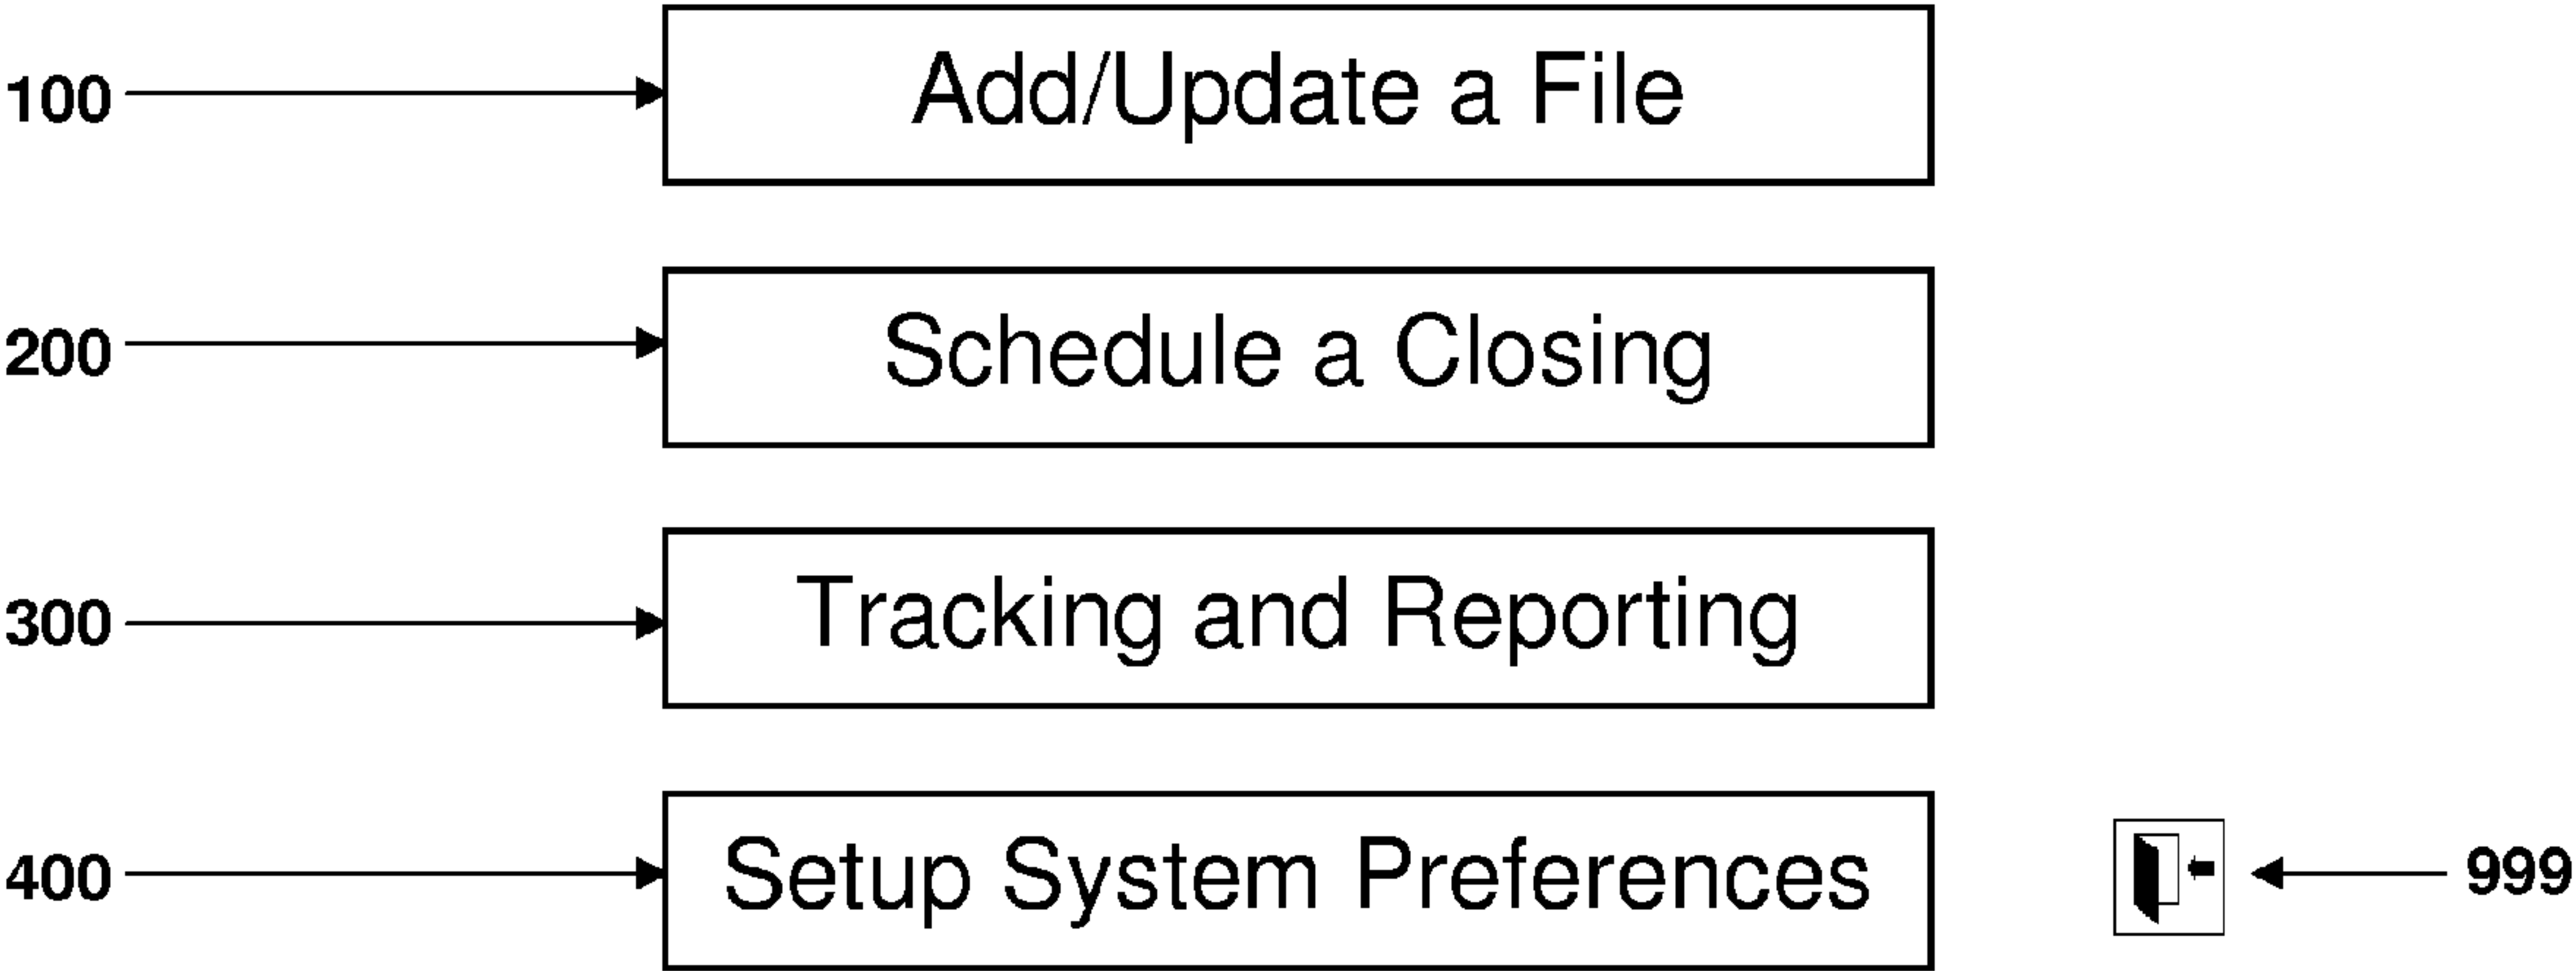 100 Add/Update a File
200 Schedule a Closing
300 Tracking and Reporting
400 Setup System Preferences 999